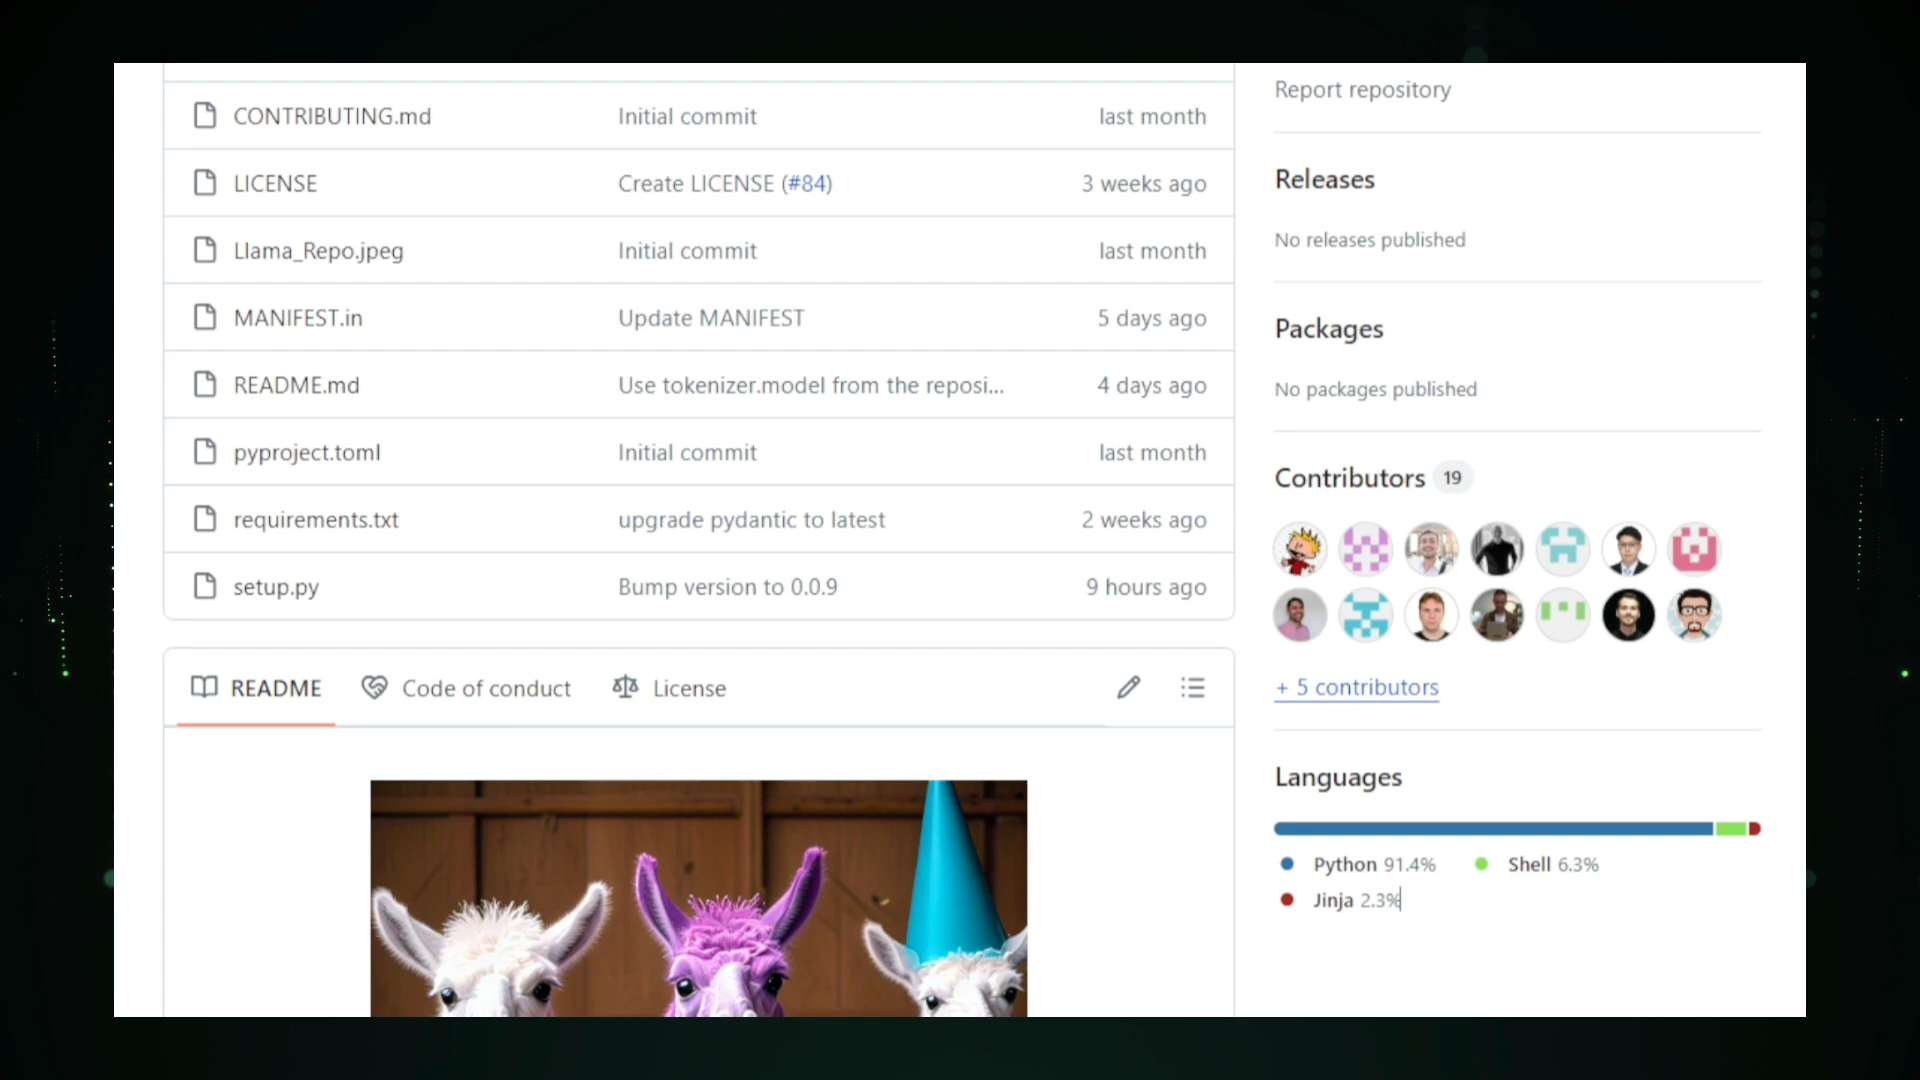 CONTRIBUTING.md Initial commit last month
LICENSE Create LICENSE (#84) 3 weeks ago
Llama_Repo.jpeg Initial commit last month
MANIFEST.in Update MANIFEST 5 days ago
README.md Use tokenizer.model from the reposi... 4 days ago
pyproject.toml Initial commit last month
requirements.txt upgrade pydantic to latest 2 weeks ago
setup.py Bump version to 0.0.9 9 hours ago
README Code of conduct License
Report repository
Releases
No releases published
Packages
No packages published
Contributors 19
+ 5 contributors
Languages
Python 91.4% Shell 6.3%
Jinja 2.3%